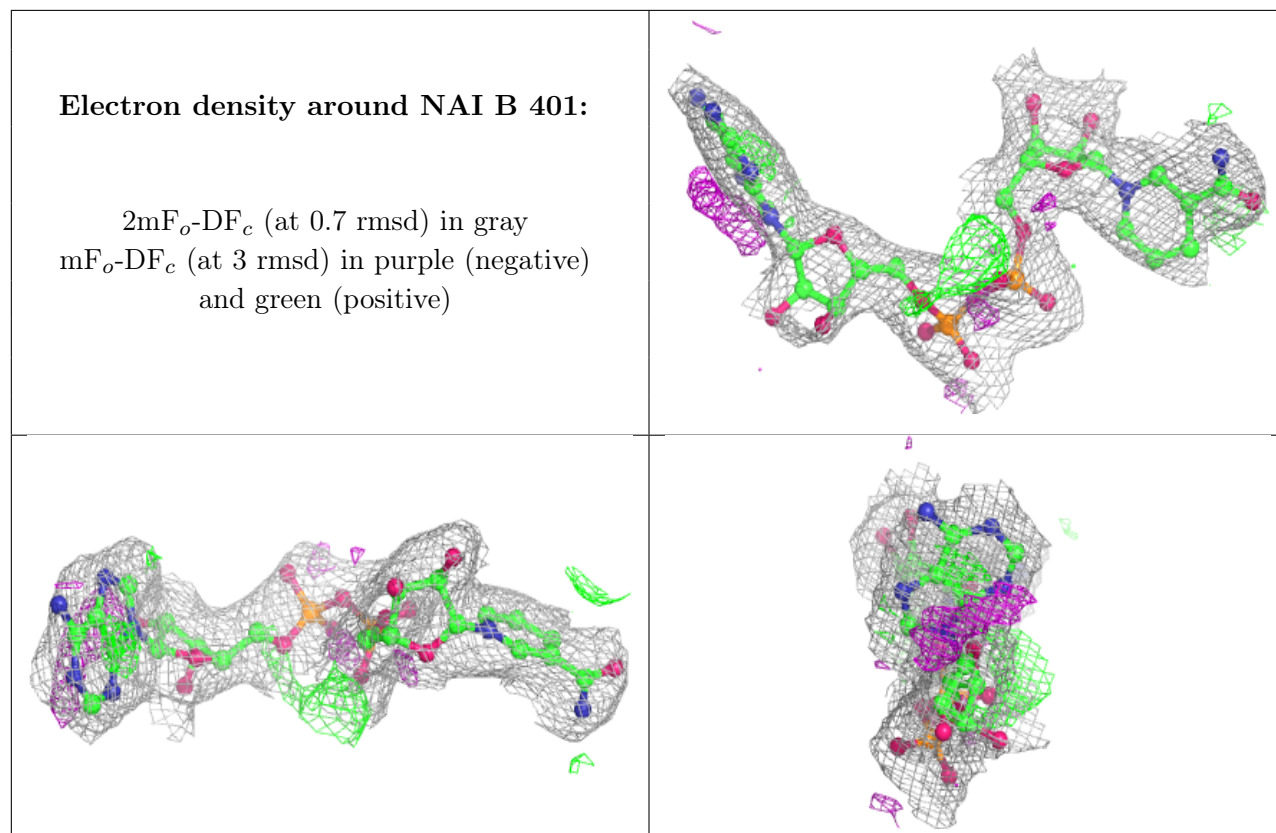 Electron density around NAI B 401:
2mFo-DFc (at 0.7 rmsd) in gray
mFo-DFc (at 3 rmsd) in purple (negative)
and green (positive)